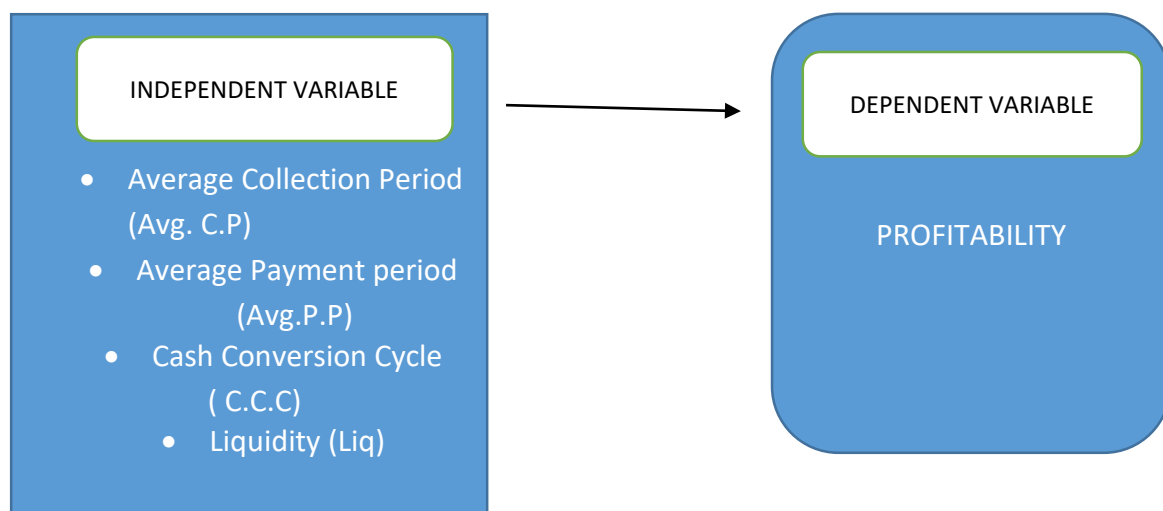 INDEPENDENT VARIABLE
• Average Collection Period
(Avg. C.P)
• Average Payment period
(Avg.P.P)
• Cash Conversion Cycle
( C.C.C)
• Liquidity (Liq)
DEPENDENT VARIABLE
PROFITABILITY